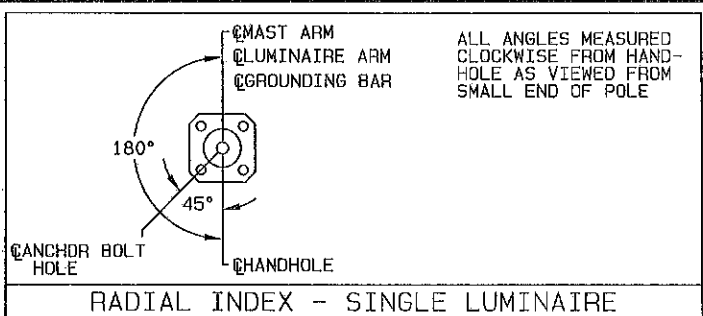 ℄MAST ARM
℄LUMINAIRE ARM
℄GROUNDING BAR
ALL ANGLES MEASURED
CLOCKWISE FROM HAND-
HOLE AS VIEWED FROM
SMALL END OF POLE
180°
45°
℄ANCHOR BOLT
HOLE
℄HANDHOLE
RADIAL INDEX - SINGLE LUMINAIRE